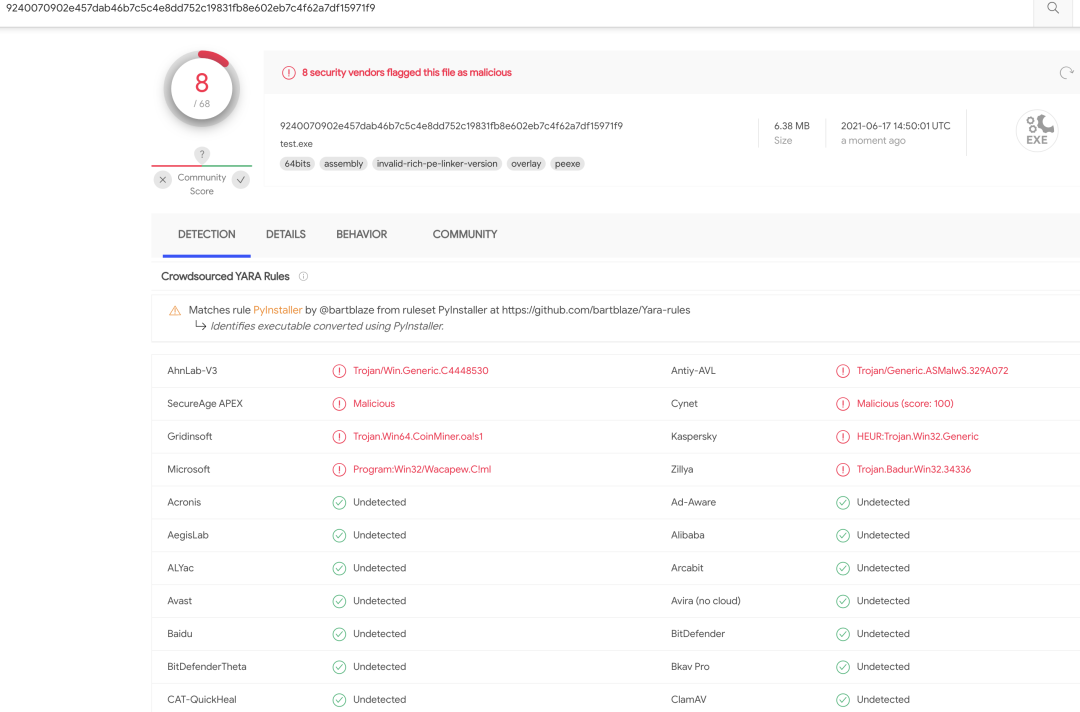 9240070902e457dab46b7c5c4e8dd752c19831fb8e602eb7c4f62a7df15971f9
8
/ 68
?
Community
Score
8 security vendors flagged this file as malicious
9240070902e457dab46b7c5c4e8dd752c19831fb8e602eb7c4f62a7df15971f9
test.exe
64bits assembly invalid-rich-pe-linker-version overlay peexe
6.38 MB
Size
2021-06-17 14:50:01 UTC
a moment ago
EXE
DETECTION DETAILS BEHAVIOR COMMUNITY
Crowdsourced YARA Rules
Matches rule PyInstaller by @bartblaze from ruleset PyInstaller at https://github.com/bartblaze/Yara-rules
Identifies executable converted using PyInstaller.
AhnLab-V3 Trojan/Win.Generic.C4448530 Antiy-AVL Trojan/Generic.ASMalwS.329A072
SecureAge APEX Malicious Cynet Malicious (score: 100)
Gridinsoft Trojan.Win64.CoinMiner.oa!s1 Kaspersky HEUR:Trojan.Win32.Generic
Microsoft Program:Win32/Wacapew.C!ml Zillya Trojan.Badur.Win32.34336
Acronis Undetected Ad-Aware Undetected
AegisLab Undetected Alibaba Undetected
ALYac Undetected Arcabit Undetected
Avast Undetected Avira (no cloud) Undetected
Baidu Undetected BitDefender Undetected
BitDefenderTheta Undetected Bkav Pro Undetected
CAT-QuickHeal Undetected ClamAV Undetected